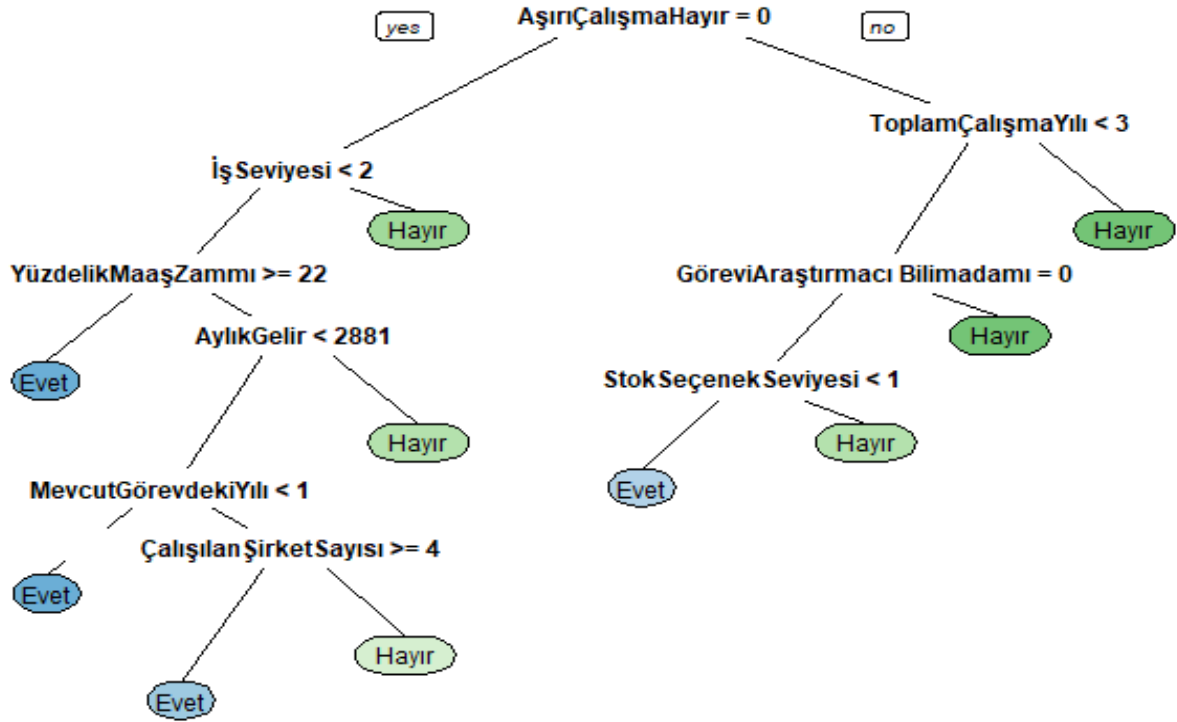 AşırıÇalışmaHayır = 0
yes
no
ToplamÇalışmaYılı < 3
İşSeviyesi < 2
Hayır
Hayır
YüzdelikMaaşZammı >= 22
GöreviAraştırmacı Bilimadamı = 0
AylıkGelir < 2881
Hayır
Evet
StokSeçenekSeviyesi < 1
Hayır
Hayır
MevcutGörevdekiYılı < 1
Evet
ÇalışılanŞirketSayısı >= 4
Evet
Hayır
Evet